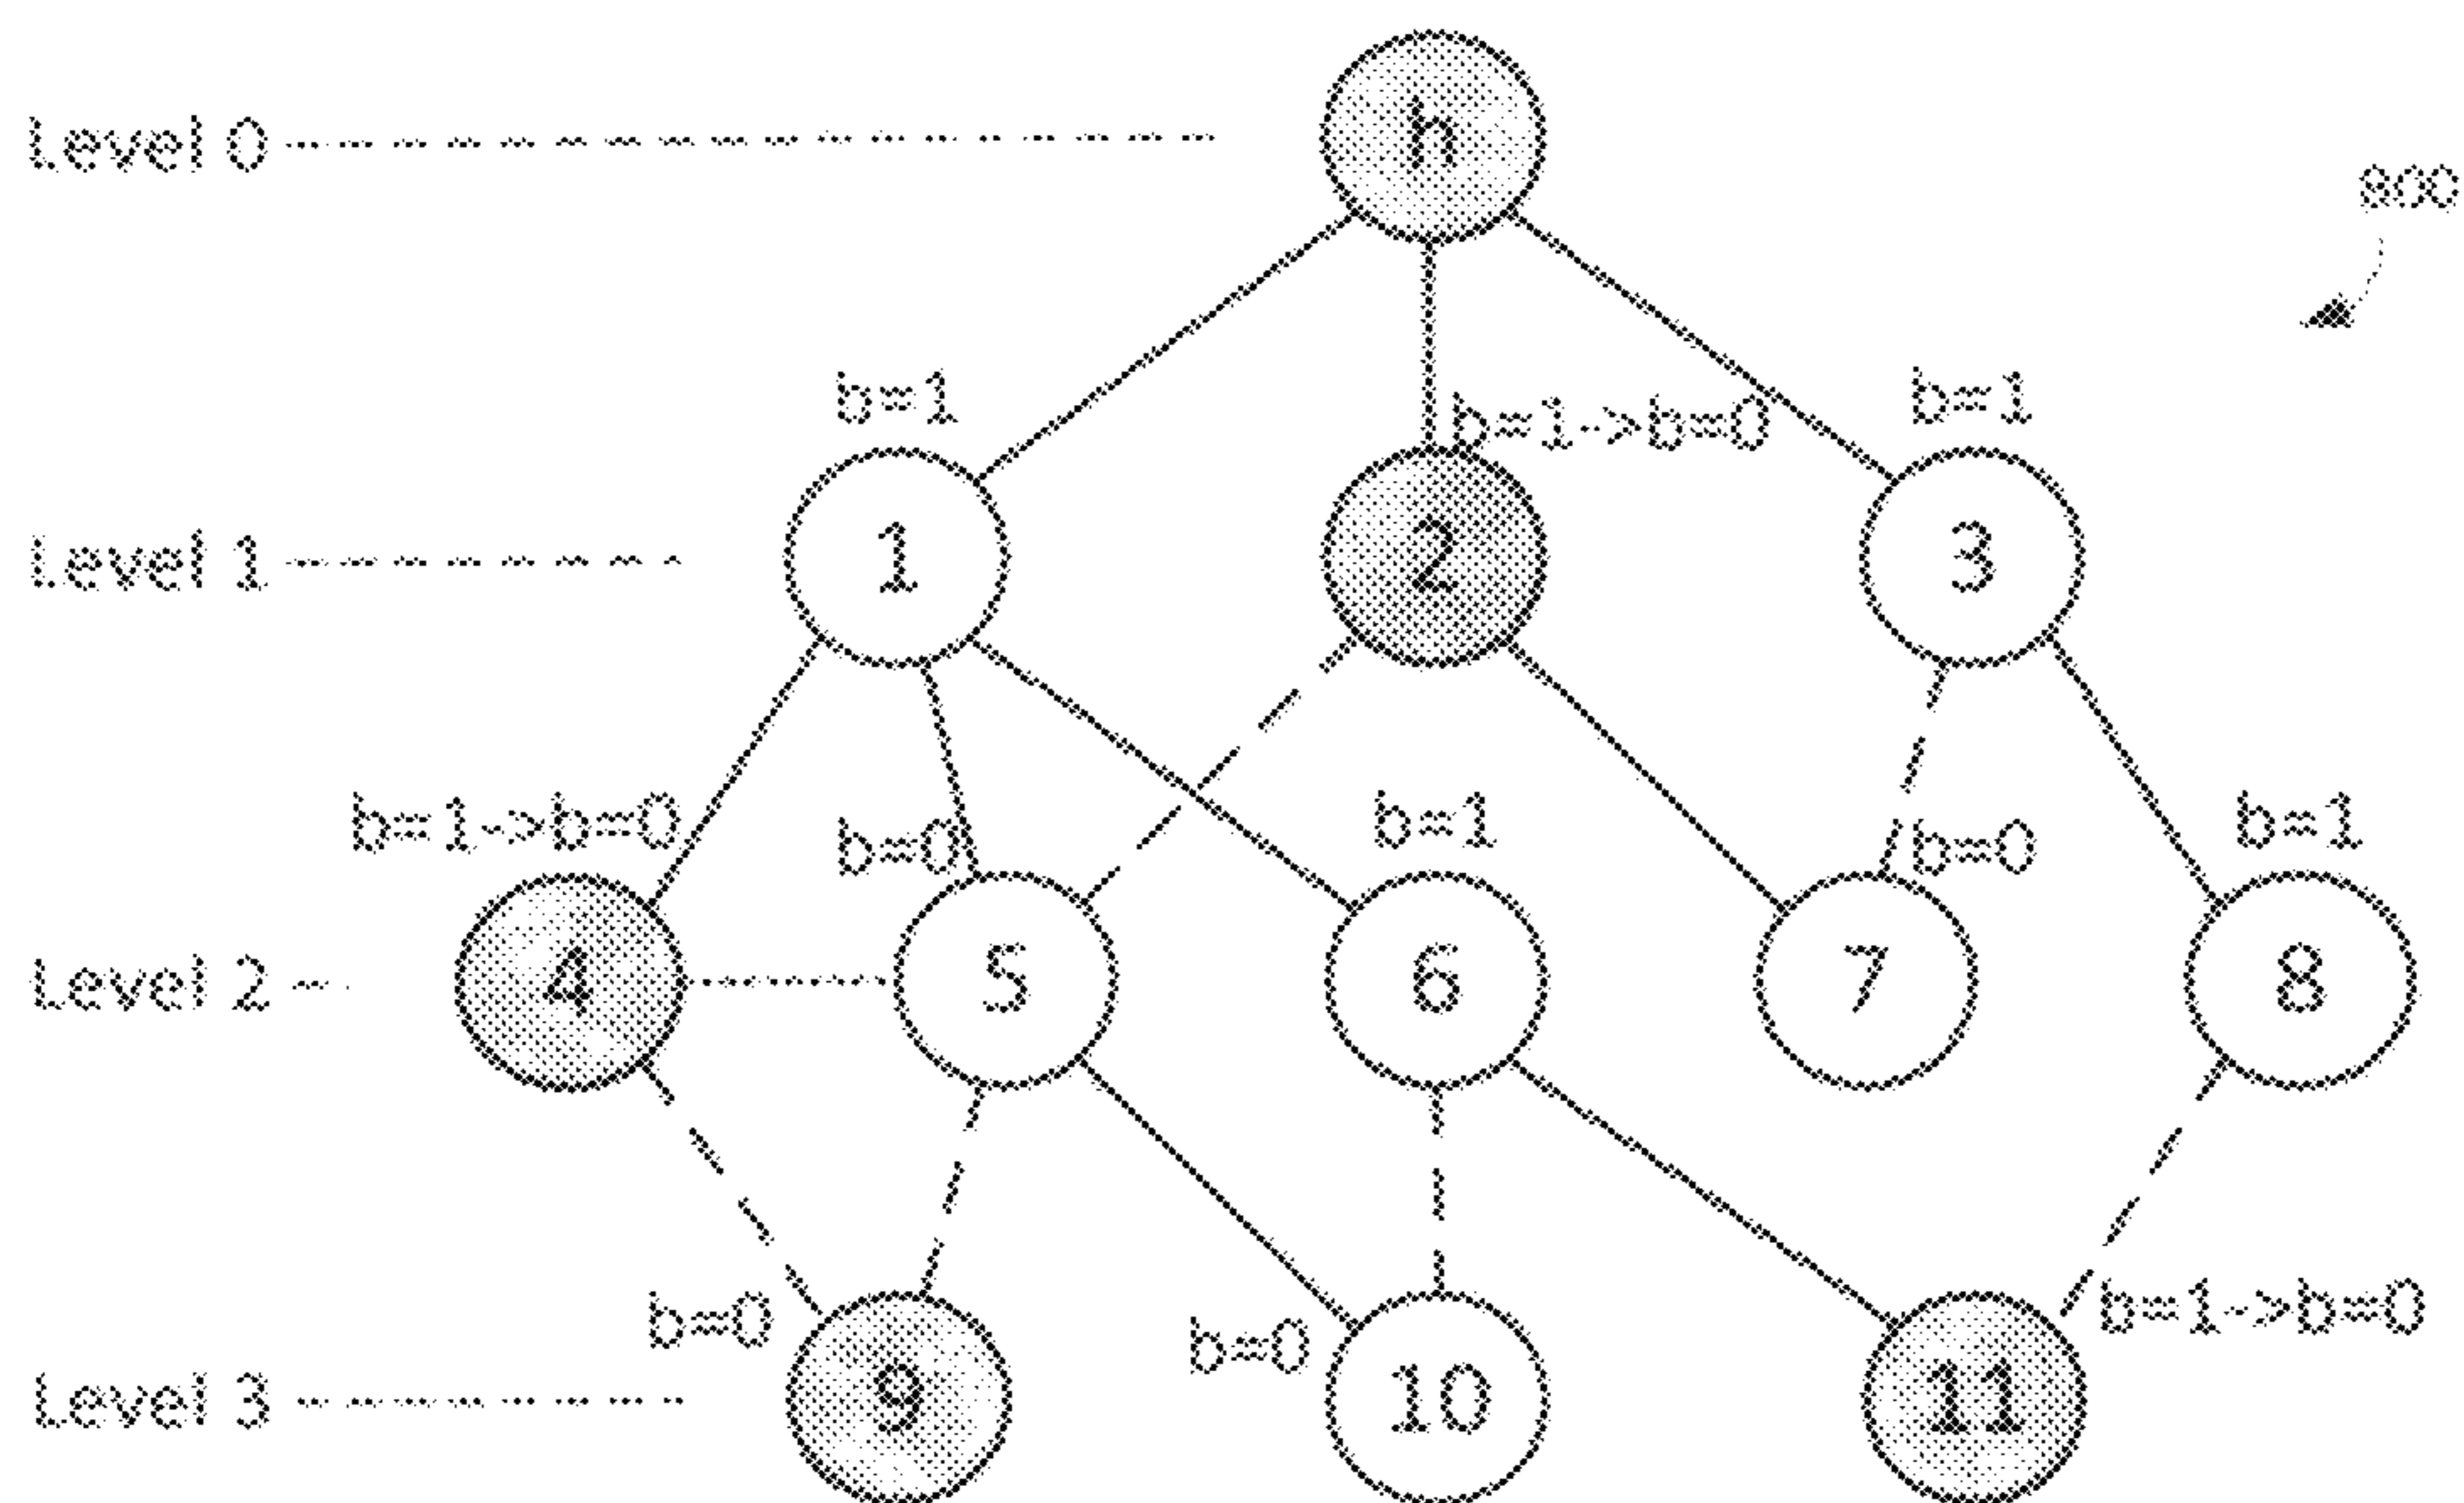 Level 0
h
800
b=1
b=1->b=0
b=1
Level 1
1
2
3
b=1->b=0
b=0
b=1
b=0
b=1
Level 2
4
5
6
7
8
b=0
b=0
b=1->b=0
Level 3
9
10
11